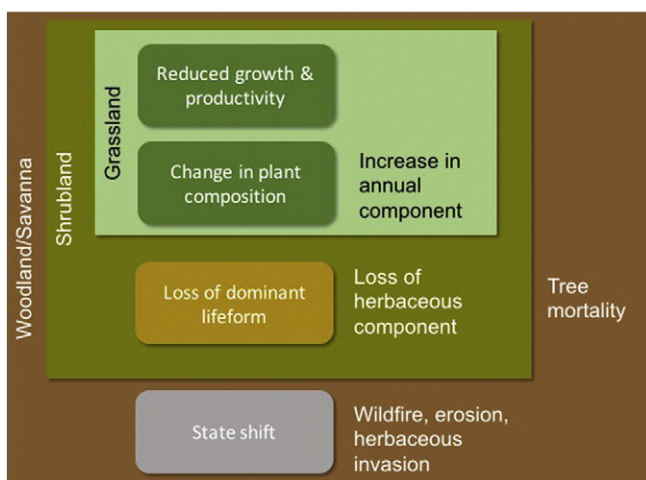 Woodland/Savanna
Shrubland
Grassland
Reduced growth &
productivity
Change in plant
composition
Increase in
annual
component
Loss of dominant
lifeform
Loss of
herbaceous
component
Tree
mortality
State shift
Wildfire, erosion,
herbaceous
invasion